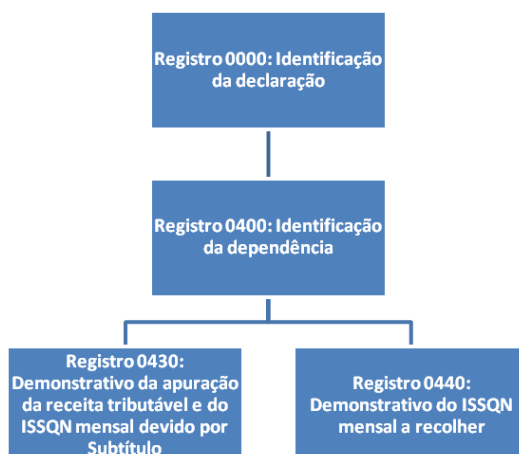 Registro 0000: Identificação
da declaração
Registro 0400: Identificação
da dependência
Registro 0430:
Demonstrativo da apuração
da receita tributável e do
ISSQN mensal devido por
Subtítulo
Registro 0440:
Demonstrativo do ISSQN
mensal a recolher